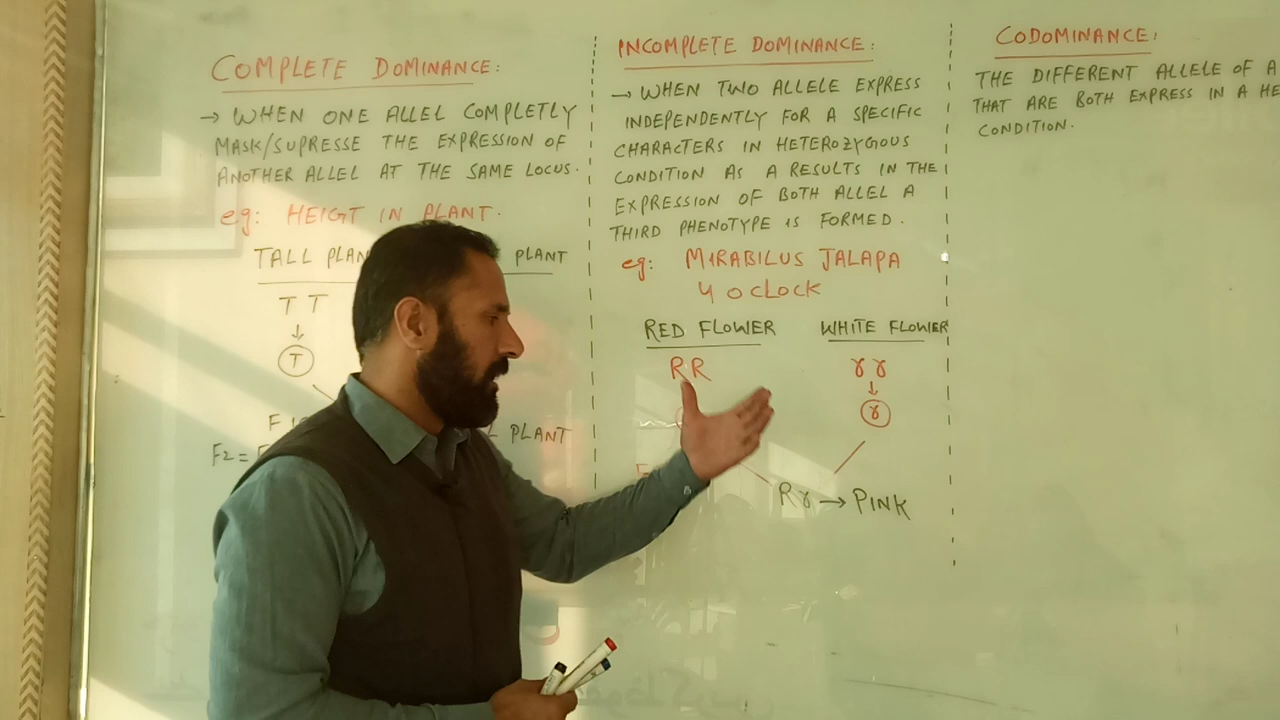 COMPLETE DOMINANCE:
→ WHEN ONE ALLEL COMPLETLY
MASK/SUPRESSE THE EXPRESSION OF
ANOTHER ALLEL AT THE SAME LOCUS.
eg: HEIGT IN PLANT.
TALL PLAN PLANT
T T
↓
T
F1
L PLANT
F2 =
INCOMPLETE DOMINANCE:
→ WHEN TWO ALLELE EXPRESS
INDEPENDENTLY FOR A SPECIFIC
CHARACTERS IN HETEROZYGOUS
CONDITION AS A RESULTS IN THE
EXPRESSION OF BOTH ALLEL A
THIRD PHENOTYPE IS FORMED.
eg: MIRABILUS JALAPA
4 O CLOCK
RED FLOWER WHITE FLOWER
RR rr
↓
r
Rr → PINK
CODOMINANCE:
THE DIFFERENT ALLELE OF A
THAT ARE BOTH EXPRESS IN A HE
CONDITION.